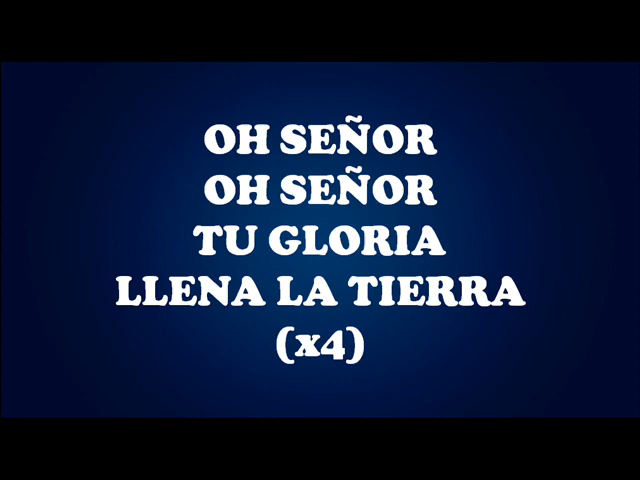 OH SEÑOR
OH SEÑOR
TU GLORIA
LLENA LA TIERRA
(x4)